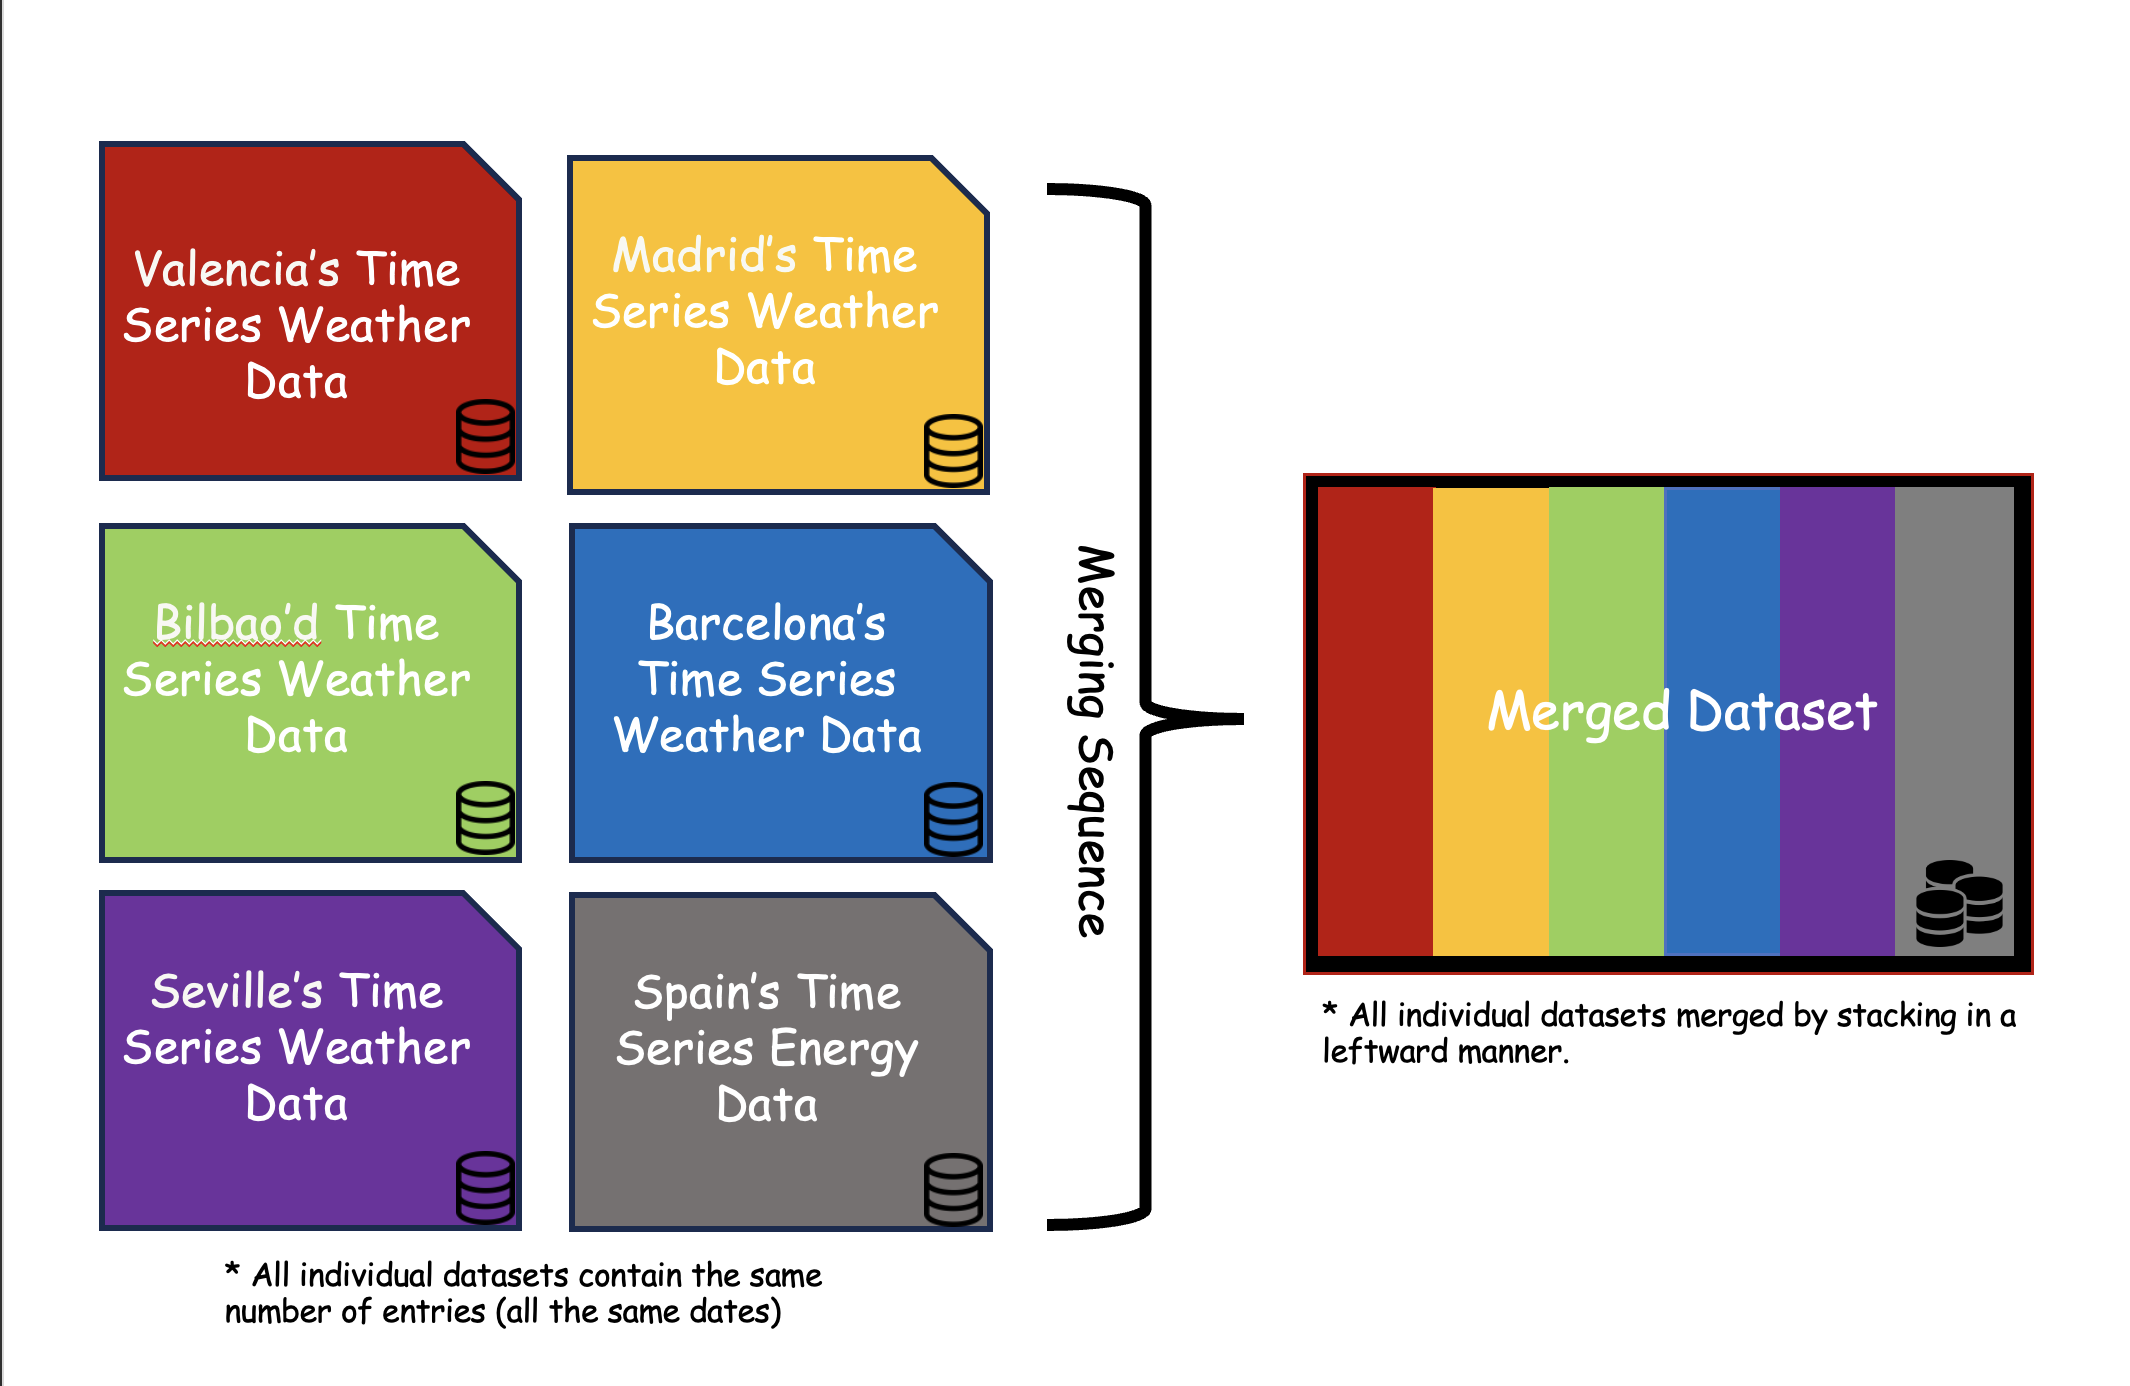 Valencia's Time
Series Weather
Data
Madrid's Time
Series Weather
Data
Bilbao'd Time
Series Weather
Data
Barcelona's
Time Series
Weather Data
Seville's Time
Series Weather
Data
Spain's Time
Series Energy
Data
* All individual datasets contain the same
number of entries (all the same dates)
Merging Sequence
Merged Dataset
* All individual datasets merged by stacking in a
leftward manner.